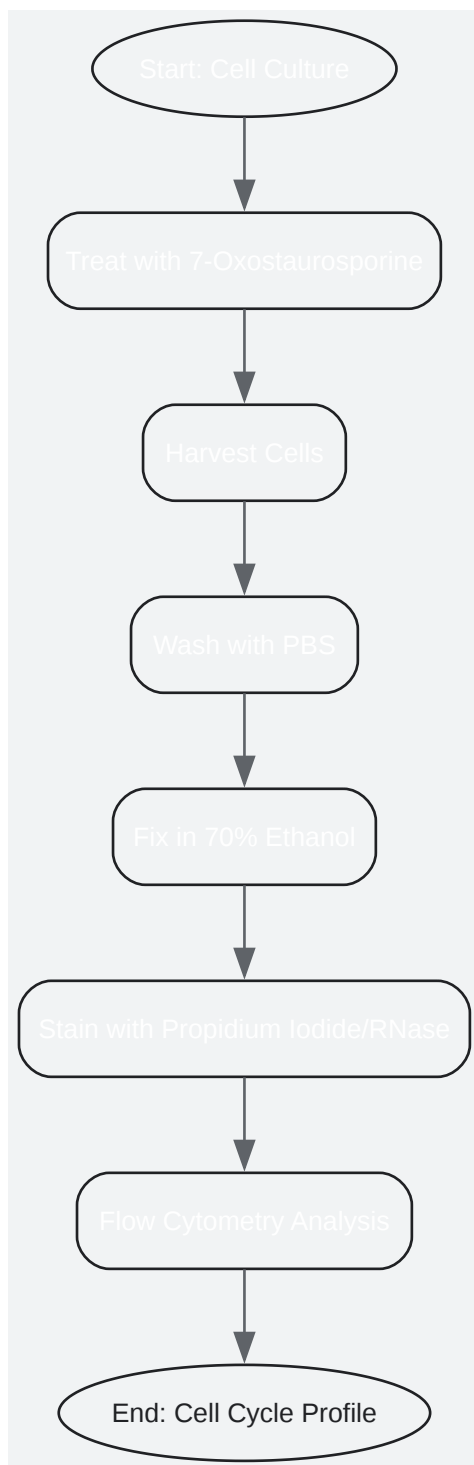 Start: Cell Culture
Treat with 7-Oxostaurosporine
Harvest Cells
Wash with PBS
Fix in 70% Ethanol
Stain with Propidium Iodide/RNase
Flow Cytometry Analysis
End: Cell Cycle Profile